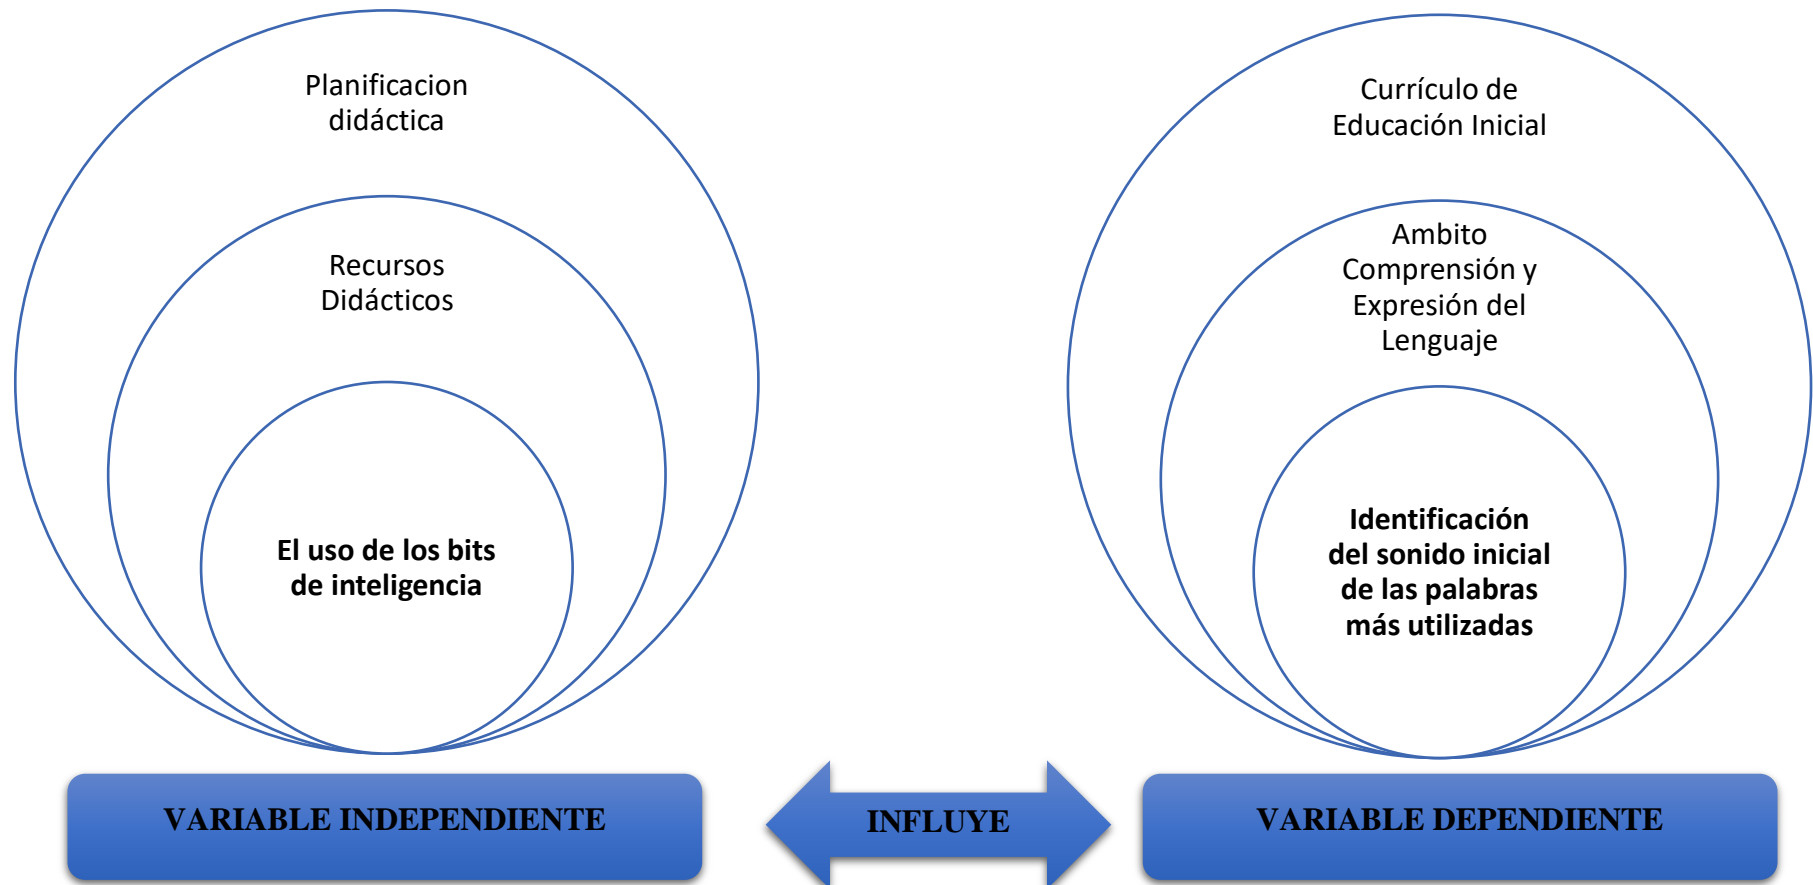 Planificacion
didáctica
Recursos
Didácticos
El uso de los bits
de inteligencia
VARIABLE INDEPENDIENTE
INFLUYE
Currículo de
Educación Inicial
Ambito
Comprensión y
Expresión del
Lenguaje
Identificación
del sonido inicial
de las palabras
más utilizadas
VARIABLE DEPENDIENTE